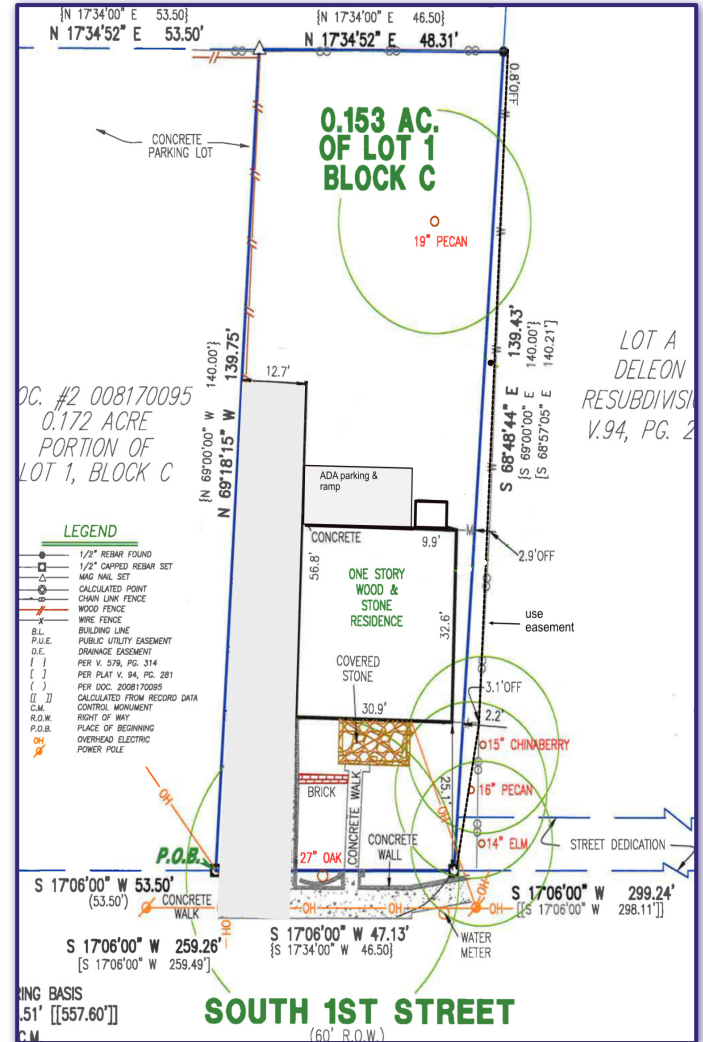 {N 17°34'00" E 53.50)
N 17°34'52" E 53.50'
{N 17°34'00" E 46.50}
N 17°34'52" E 48.31'
0.8'OFF
CONCRETE
PARKING LOT
0.153 AC.
OF LOT 1
BLOCK C
19" PECAN
12.7'
{N 69°00'00" W 140.00'}
N 69°18'15" W 139.75'
S 68°48'44" E 139.43'
{S 69°00'00" E 140.00'}
[S 68°57'05" E 140.21']
LOT A
DELEON
RESUBDIVISI
V.94, PG. 2
OC. #2 008170095
0.172 ACRE
PORTION OF
LOT 1, BLOCK C
ADA parking &
ramp
CONCRETE
9.9'
M
2.9'OFF
56.8'
ONE STORY
WOOD &
STONE
RESIDENCE
32.6'
use
easement
COVERED
STONE
30.9'
3.1'OFF
2.2'
15" CHINABERRY
16" PECAN
14" ELM
25.1'
BRICK
CONCRETE WALK
CONCRETE
WALL
27" OAK
STREET DEDICATION
LEGEND
1/2" REBAR FOUND
1/2" CAPPED REBAR SET
MAG NAIL SET
CALCULATED POINT
CHAIN LINK FENCE
WOOD FENCE
WIRE FENCE
B.L. BUILDING LINE
P.U.E. PUBLIC UTILITY EASEMENT
D.E. DRAINAGE EASEMENT
{ } PER V. 579, PG. 314
[ ] PER PLAT V. 94, PG. 281
( ) PER DOC. 2008170095
[[ ]] CALCULATED FROM RECORD DATA
C.M. CONTROL MONUMENT
R.O.W. RIGHT OF WAY
P.O.B. PLACE OF BEGINNING
OH OVERHEAD ELECTRIC
POWER POLE
OH
OH
P.O.B.
S 17°06'00" W 53.50'
(53.50')
CONCRETE
WALK
OH
OH
OH
OH
OH
S 17°06'00" W 299.24'
[[S 17°06'00" W 298.11']]
S 17°06'00" W 259.26'
[S 17°06'00" W 259.49']
S 17°06'00" W 47.13'
{S 17°34'00" W 46.50}
WATER
METER
RING BASIS
.51' [[557.60']]
C.M.
SOUTH 1ST STREET
(60' R.O.W.)